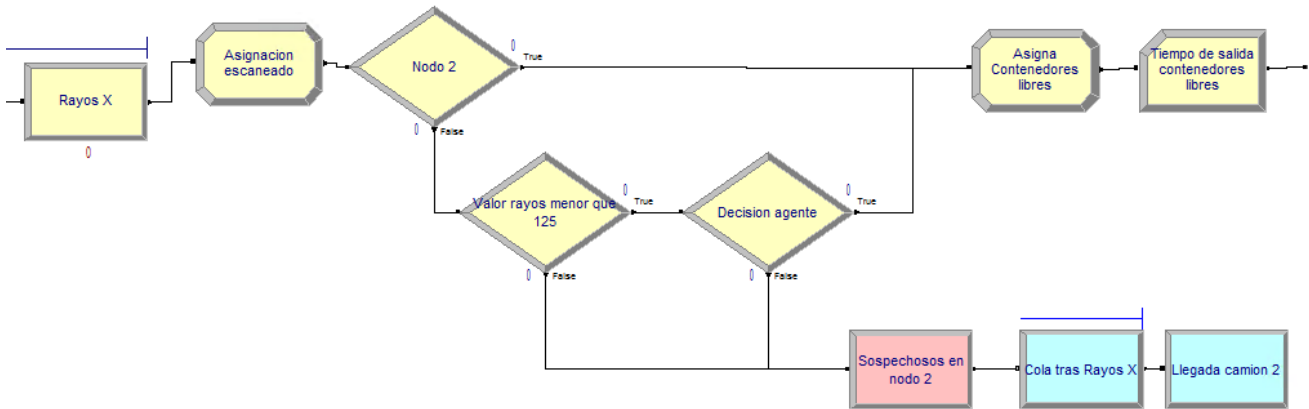 Rayos X
0
Asignacion
escaneado
Nodo 2
0
True
0
False
Valor rayos menor que
125
0
True
0
False
Decision agente
0
True
0
False
Asigna
Contenedores
libres
Tiempo de salida
contenedores
libres
Sospechosos en
nodo 2
Cola tras Rayos X
Llegada camion 2